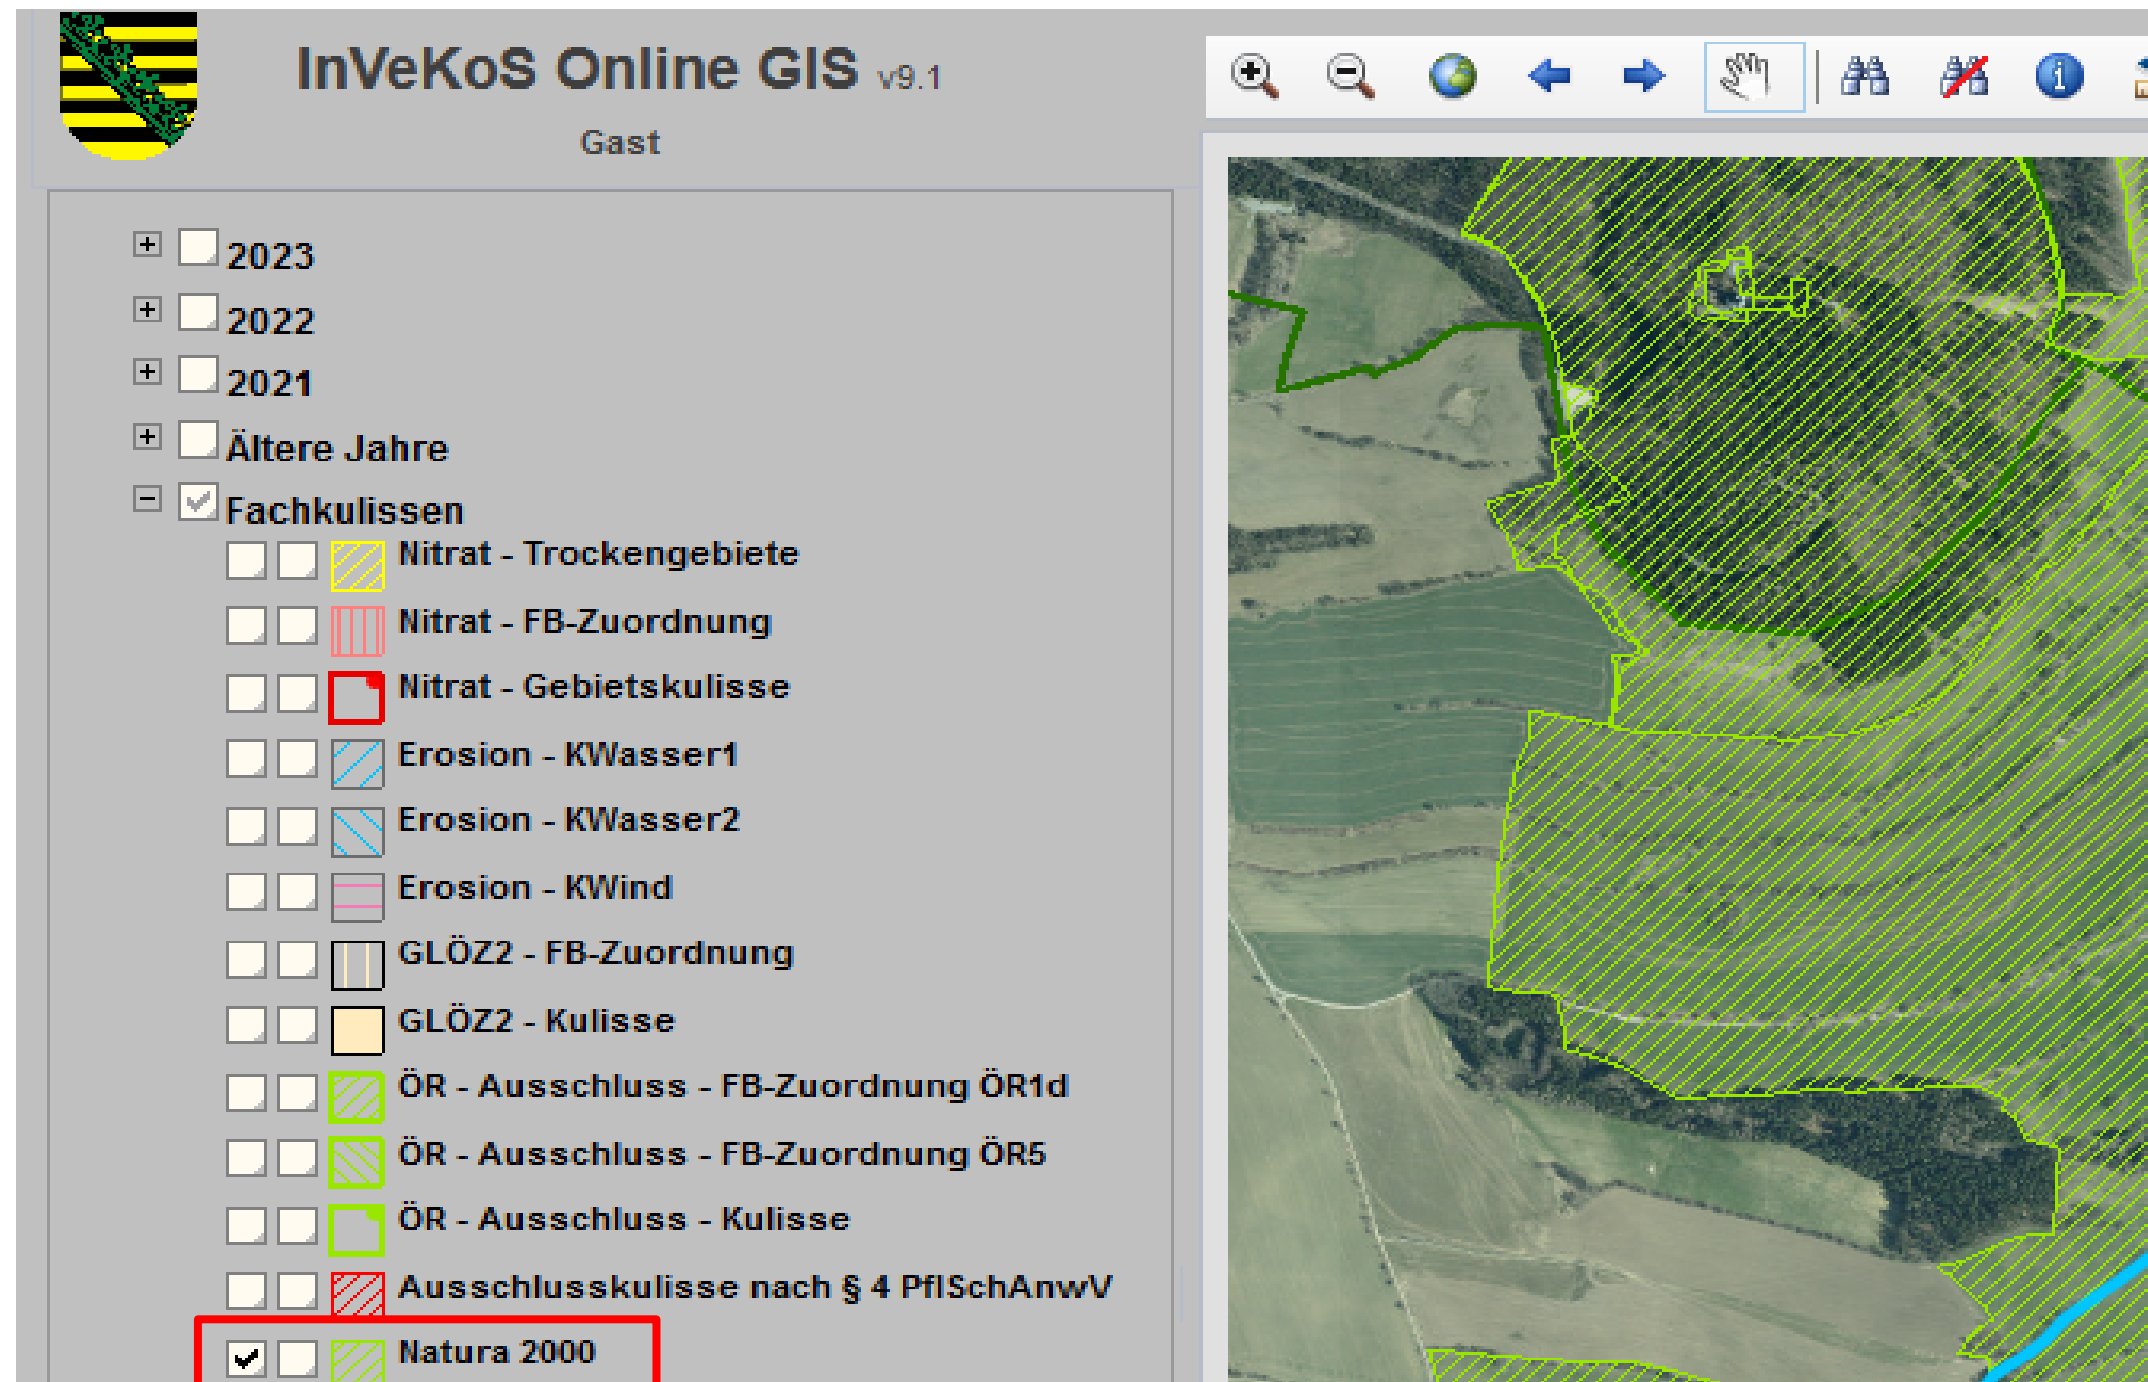 InVeKoS Online GIS v9.1
Gast
2023
2022
2021
Ältere Jahre
Fachkulissen
Nitrat - Trockengebiete
Nitrat - FB-Zuordnung
Nitrat - Gebietskulisse
Erosion - KWasser1
Erosion - KWasser2
Erosion - KWind
GLÖZ2 - FB-Zuordnung
GLÖZ2 - Kulisse
ÖR - Ausschluss - FB-Zuordnung ÖR1d
ÖR - Ausschluss - FB-Zuordnung ÖR5
ÖR - Ausschluss - Kulisse
Ausschlusskulisse nach § 4 PflSchAnwV
Natura 2000